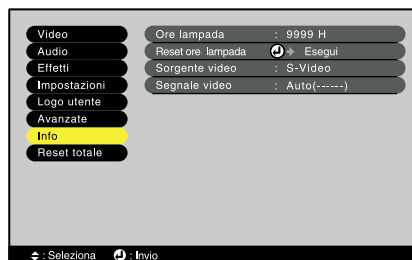 Video
Audio
Effetti
Impostazioni
Logo utente
Avanzate
Info
Reset totale
Ore lampada : 9999 H
Reset ore lampada Esegui
Sorgente video : S-Video
Segnale video : Auto(------)
: Seleziona : Invio